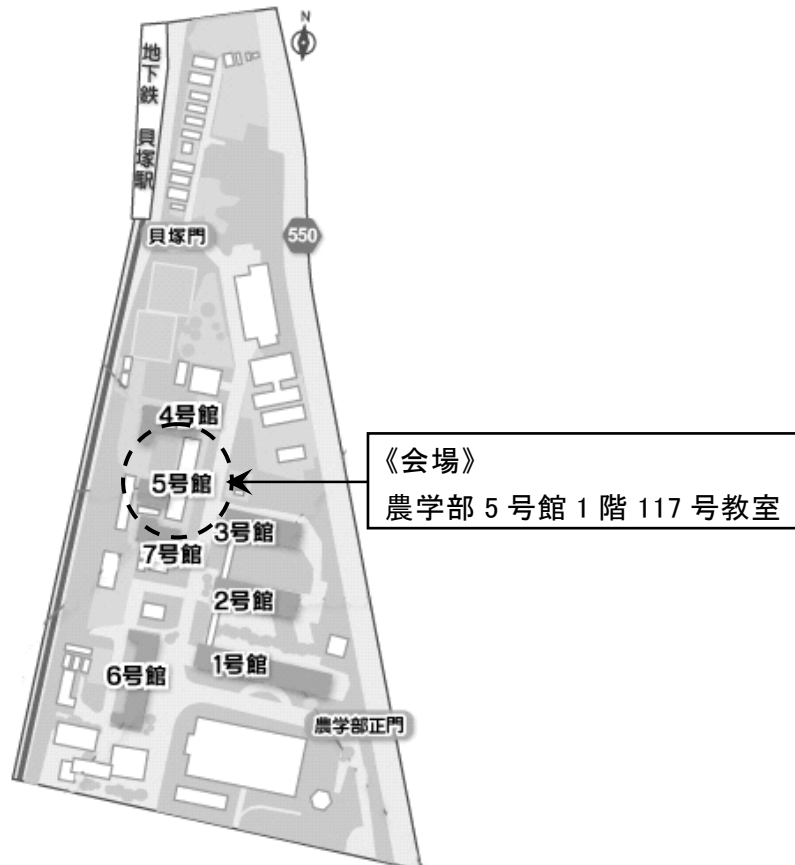 N
地下鉄 貝塚駅
貝塚門
550
4号館
5号館
《会場》
農学部 5 号館 1 階 117 号教室
3号館
7号館
2号館
1号館
6号館
農学部正門